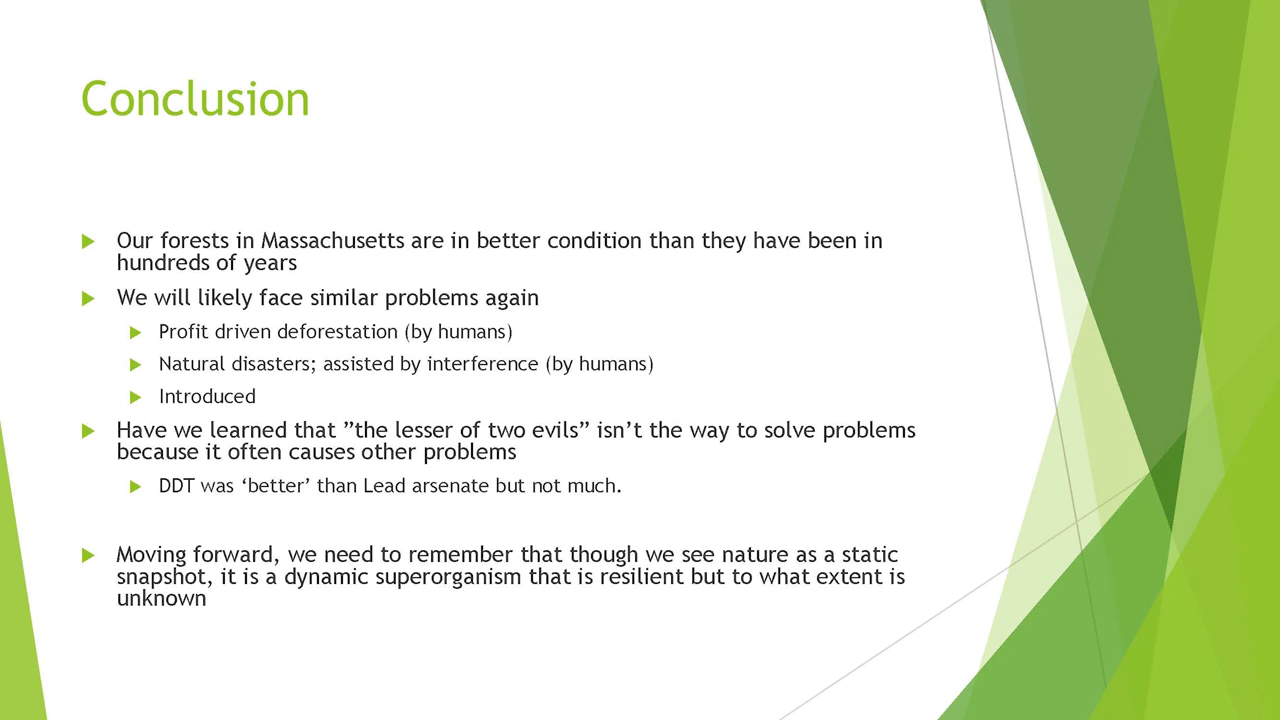 Conclusion
Our forests in Massachusetts are in better condition than they have been in
hundreds of years
We will likely face similar problems again
Profit driven deforestation (by humans)
Natural disasters; assisted by interference (by humans)
Introduced
Have we learned that ”the lesser of two evils” isn’t the way to solve problems
because it often causes other problems
DDT was ‘better’ than Lead arsenate but not much.
Moving forward, we need to remember that though we see nature as a static
snapshot, it is a dynamic superorganism that is resilient but to what extent is
unknown